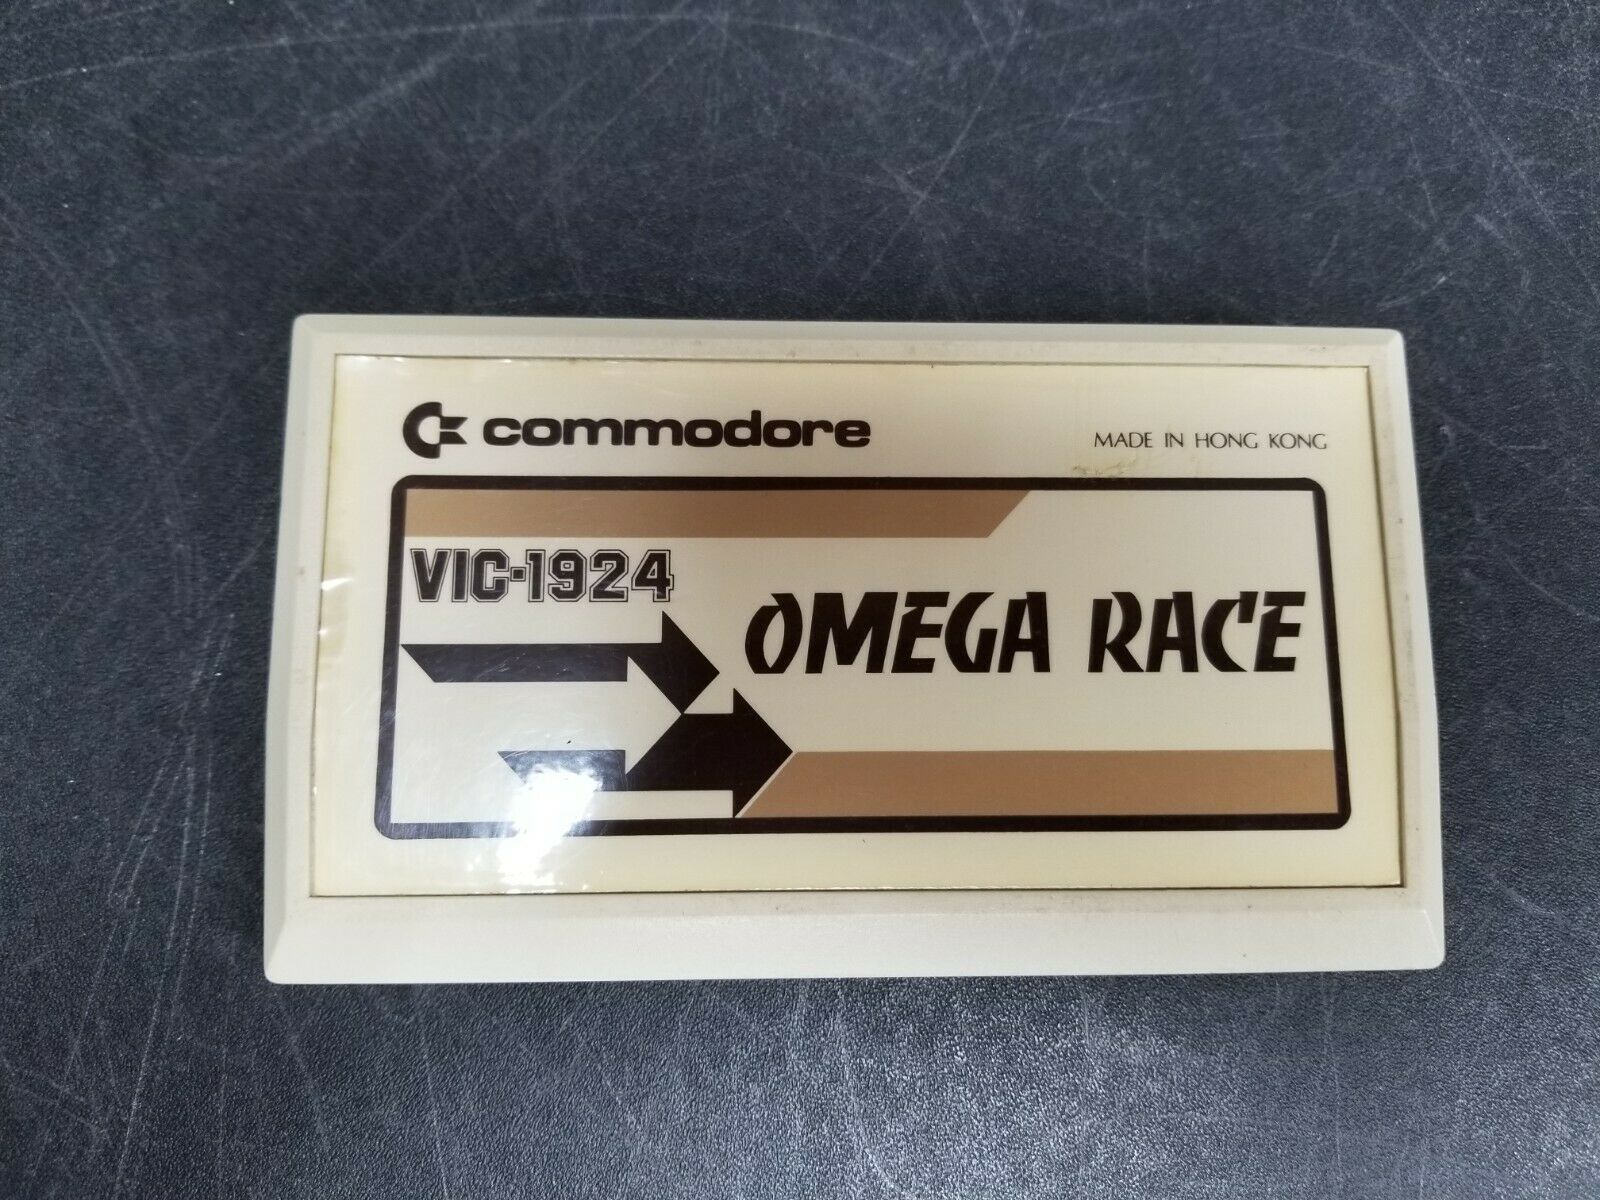 commodore
MADE IN HONG KONG
VIC-1924
OMEGA RACE